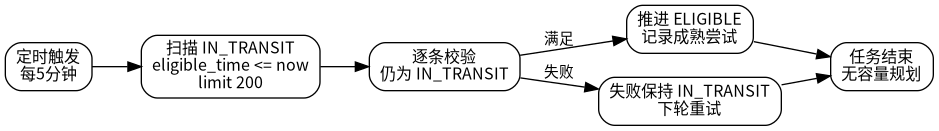 定时触发
每5分钟
扫描 IN_TRANSIT
eligible_time <= now
limit 200
逐条校验
仍为 IN_TRANSIT
满足
失败
推进 ELIGIBLE
记录成熟尝试
失败保持 IN_TRANSIT
下轮重试
任务结束
无容量规划